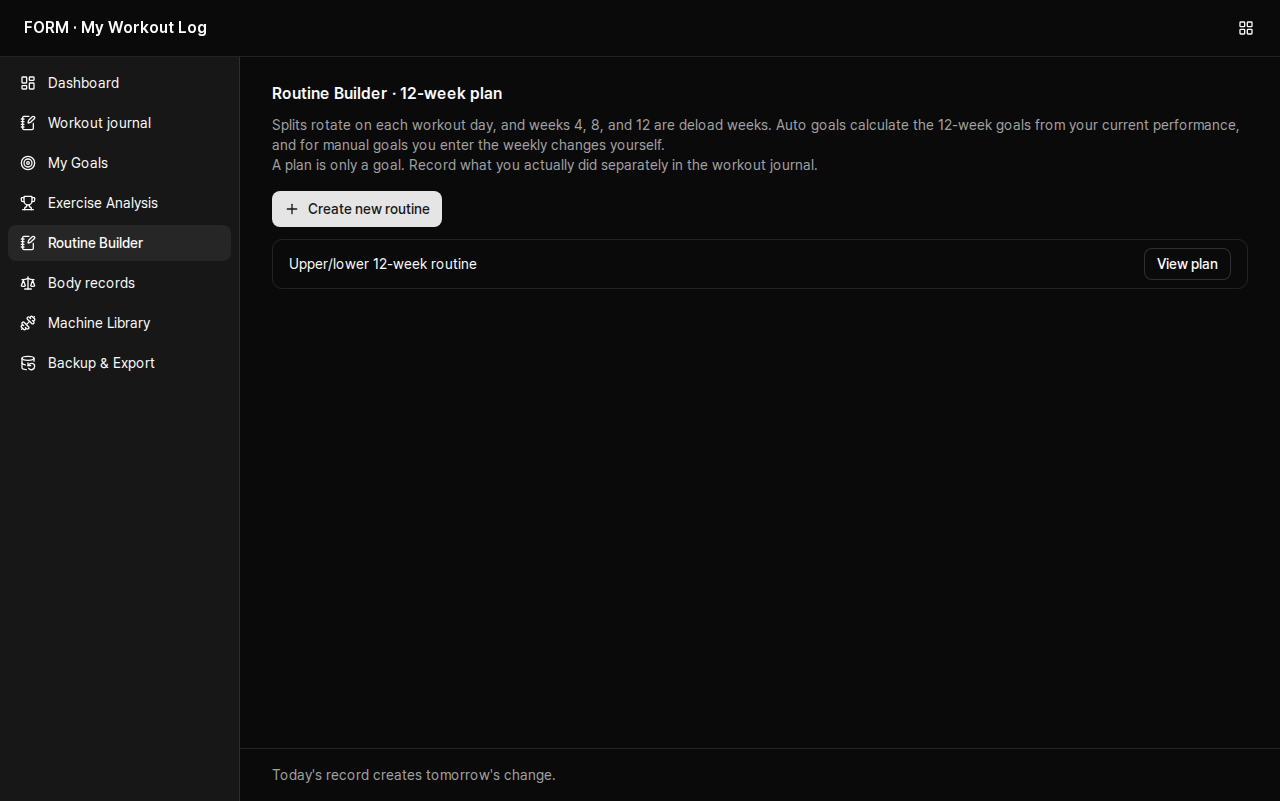 FORM · My Workout Log
Dashboard
Workout journal
My Goals
Exercise Analysis
Routine Builder
Body records
Machine Library
Backup & Export
Routine Builder · 12-week plan
Splits rotate on each workout day, and weeks 4, 8, and 12 are deload weeks. Auto goals calculate the 12-week goals from your current performance,
and for manual goals you enter the weekly changes yourself.
A plan is only a goal. Record what you actually did separately in the workout journal.
Create new routine
Upper/lower 12-week routine
View plan
Today's record creates tomorrow's change.